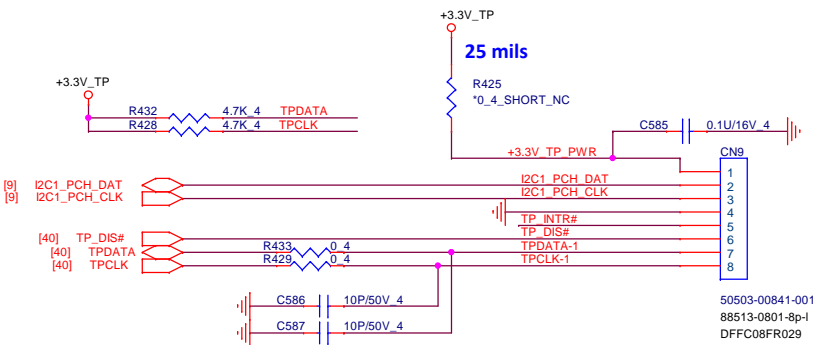 +3.3V_TP
25 mils
R425
*0_4_SHORT_NC
+3.3V_TP
R432 4.7K_4 TPDATA
R428 4.7K_4 TPCLK
C585 0.1U/16V_4
+3.3V_TP_PWR
CN9
1
[9] I2C1_PCH_DAT I2C1_PCH_DAT 2
[9] I2C1_PCH_CLK I2C1_PCH_CLK 3
4
TP_INTR# 5
[40] TP_DIS# TP_DIS# 6
[40] TPDATA R433 0_4 TPDATA-1 7
[40] TPCLK R429 0_4 TPCLK-1 8
C586 10P/50V_4
C587 10P/50V_4
50503-00841-001
88513-0801-8p-l
DFFC08FR029